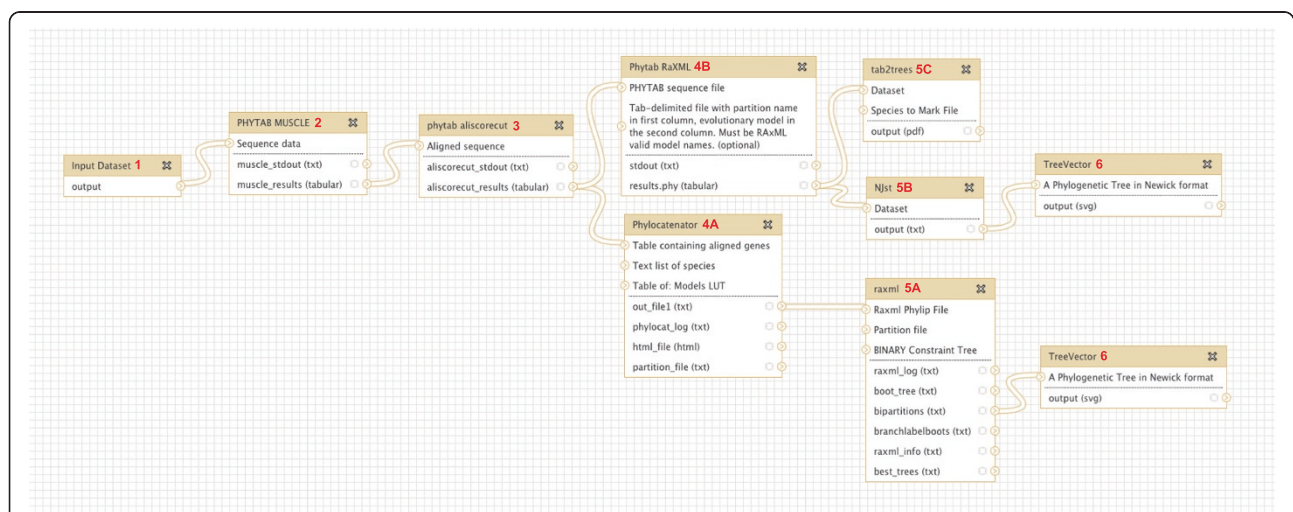 Input Dataset 1
output
PHYTAB MUSCLE 2
Sequence data
muscle_stdout (txt)
muscle_results (tabular)
phytab aliscorecut 3
Aligned sequence
aliscorecut_stdout (txt)
aliscorecut_results (tabular)
Phytab RaXML 4B
PHYTAB sequence file
Tab-delimited file with partition name
in first column, evolutionary model in
the second column. Must be RAxML
valid model names. (optional)
stdout (txt)
results.phy (tabular)
Phylocatenator 4A
Table containing aligned genes
Text list of species
Table of: Models LUT
out_file1 (txt)
phylocat_log (txt)
html_file (html)
partition_file (txt)
tab2trees 5C
Dataset
Species to Mark File
output (pdf)
NJst 5B
Dataset
output (txt)
raxml 5A
Raxml Phylip File
Partition file
BINARY Constraint Tree
raxml_log (txt)
boot_tree (txt)
bipartitions (txt)
branchlabelboots (txt)
raxml_info (txt)
best_trees (txt)
TreeVector 6
A Phylogenetic Tree in Newick format
output (svg)
TreeVector 6
A Phylogenetic Tree in Newick format
output (svg)